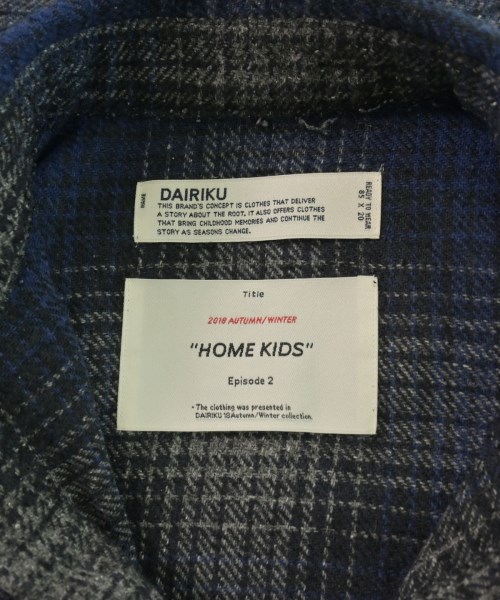 DAIRIKU
THIS BRAND'S CONCEPT IS CLOTHES THAT DELIVER
A STORY ABOUT THE ROOT. IT ALSO OFFERS CLOTHES
THAT BRING CHILDHOOD MEMORIES AND CONTINUE THE
STORY AS SEASONS CHANGE.
READY TO WEAR
85 X 20
Title
2018 AUTUMN/WINTER
"HOME KIDS"
Episode 2
• The clothing was presented in
DAIRIKU '18Autumn/Winter collection.